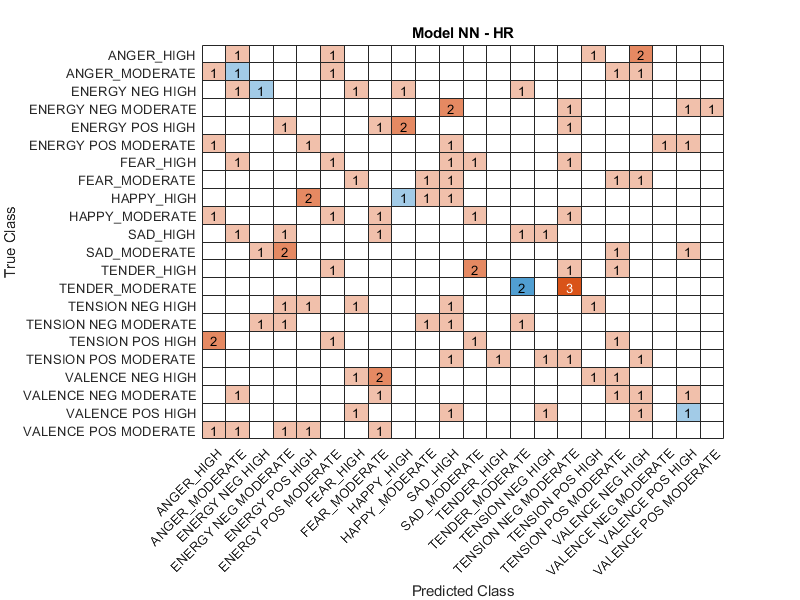 Model NN - HR
ANGER_HIGH 1 1 1 2
ANGER_MODERATE 1 1 1 1 1
ENERGY NEG HIGH 1 1 1 1 1
ENERGY NEG MODERATE 2 1 1 1
ENERGY POS HIGH 1 1 2 1
ENERGY POS MODERATE 1 1 1 1 1
FEAR_HIGH 1 1 1 1 1
FEAR_MODERATE 1 1 1 1 1
HAPPY_HIGH 2 1 1 1
HAPPY_MODERATE 1 1 1 1 1
SAD_HIGH 1 1 1 1 1
SAD_MODERATE 1 2 1 1
TENDER_HIGH 1 2 1 1
TENDER_MODERATE 2 3
TENSION NEG HIGH 1 1 1 1 1
TENSION NEG MODERATE 1 1 1 1 1
TENSION POS HIGH 2 1 1 1
TENSION POS MODERATE 1 1 1 1 1
VALENCE NEG HIGH 1 2 1 1
VALENCE NEG MODERATE 1 1 1 1 1
VALENCE POS HIGH 1 1 1 1 1
VALENCE POS MODERATE 1 1 1 1 1
True Class
ANGER_HIGH
ANGER_MODERATE
ENERGY NEG HIGH
ENERGY NEG MODERATE
ENERGY POS HIGH
ENERGY POS MODERATE
FEAR_HIGH
FEAR_MODERATE
HAPPY_HIGH
HAPPY_MODERATE
SAD_HIGH
SAD_MODERATE
TENDER_HIGH
TENDER_MODERATE
TENSION NEG HIGH
TENSION NEG MODERATE
TENSION POS HIGH
TENSION POS MODERATE
VALENCE NEG HIGH
VALENCE NEG MODERATE
VALENCE POS HIGH
VALENCE POS MODERATE
Predicted Class